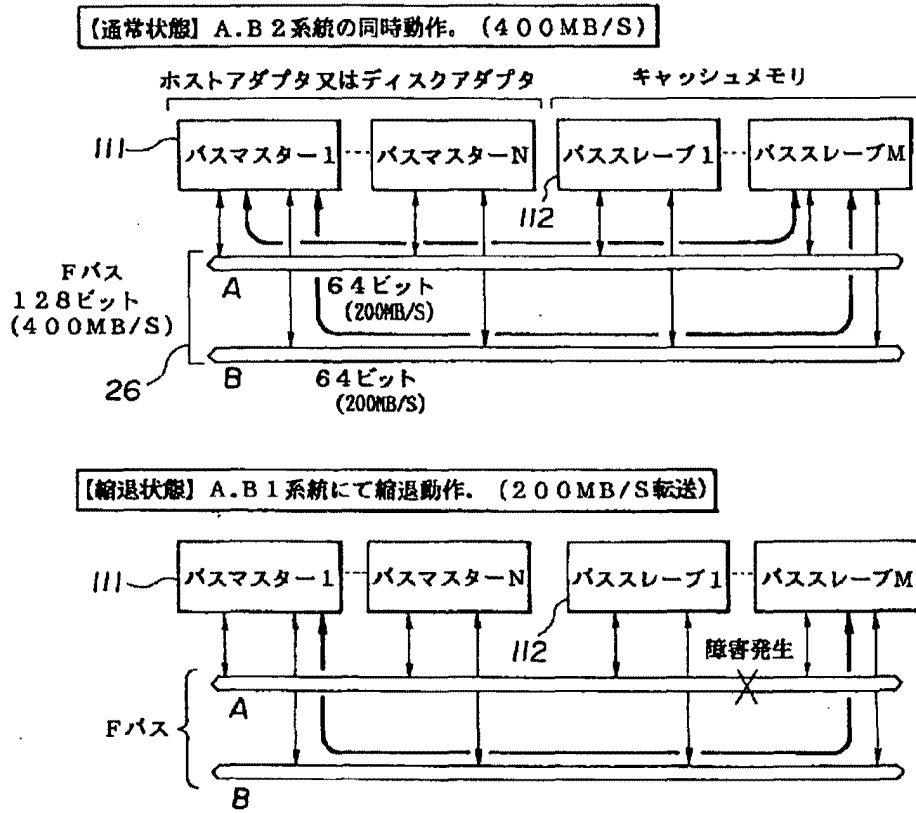 【通常状態】A.B2系統の同時動作。(400MB/S)
ホストアダプタ又はディスクアダプタ
キャッシュメモリ
111
バスマスター1
バスマスターN
バススレーブ1
バススレーブM
112
Fバス
128ビット
(400MB/S)
26
A
64ビット
(200MB/S)
B
64ビット
(200MB/S)
【縮退状態】A.B1系統にて縮退動作。(200MB/S転送)
111
バスマスター1
バスマスターN
バススレーブ1
バススレーブM
112
障害発生
Fバス
A
B